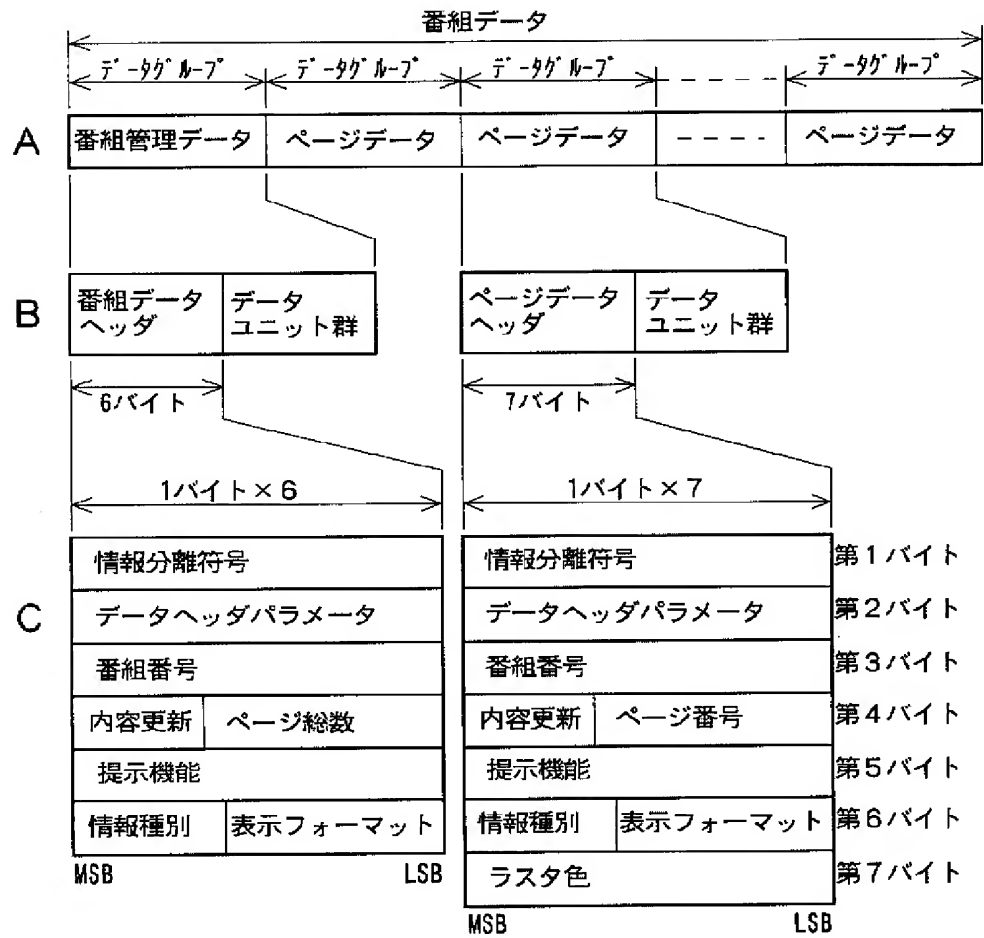 番組データ
データグループ データグループ データグループ データグループ
A 番組管理データ ページデータ ページデータ ページデータ
B 番組データ データ ページデータ データ
ヘッダ ユニット群 ヘッダ ユニット群
6バイト 7バイト
1バイト×6 1バイト×7
情報分離符号 情報分離符号 第1バイト
C データヘッダパラメータ データヘッダパラメータ 第2バイト
番組番号 番組番号 第3バイト
内容更新 ページ総数 内容更新 ページ番号 第4バイト
提示機能 提示機能 第5バイト
情報種別 表示フォーマット 情報種別 表示フォーマット 第6バイト
MSB LSB ラスタ色 第7バイト
MSB LSB